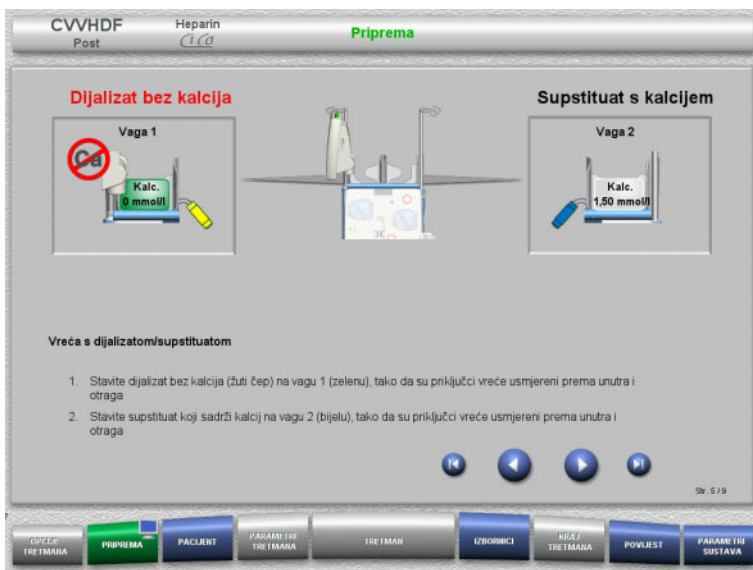 CVVHDF
Post
Heparin
Ci Ca
Priprema
Dijalizat bez kalcija
Supstituat s kalcijem
Vaga 1
Ca
Kalc.
0 mmol/l
Vaga 2
Kalc.
1,50 mmol/l
Vreća s dijalizatom/supstituatom
1. Stavite dijalizat bez kalcija (žuti čep) na vagu 1 (zelenu), tako da su priključci vreće usmjereni prema unutra i
otraga
2. Stavite supstituat koji sadrži kalcij na vagu 2 (bijelu), tako da su priključci vreće usmjereni prema unutra i
otraga
Str. 5 / 9
OPCIJE
TRETMANA
PRIPREMA
PACIJENT
PARAMETRI
TRETMANA
TRETMAN
IZBORNICI
KRAJ
TRETMANA
POVIJEST
PARAMETRI
SUSTAVA